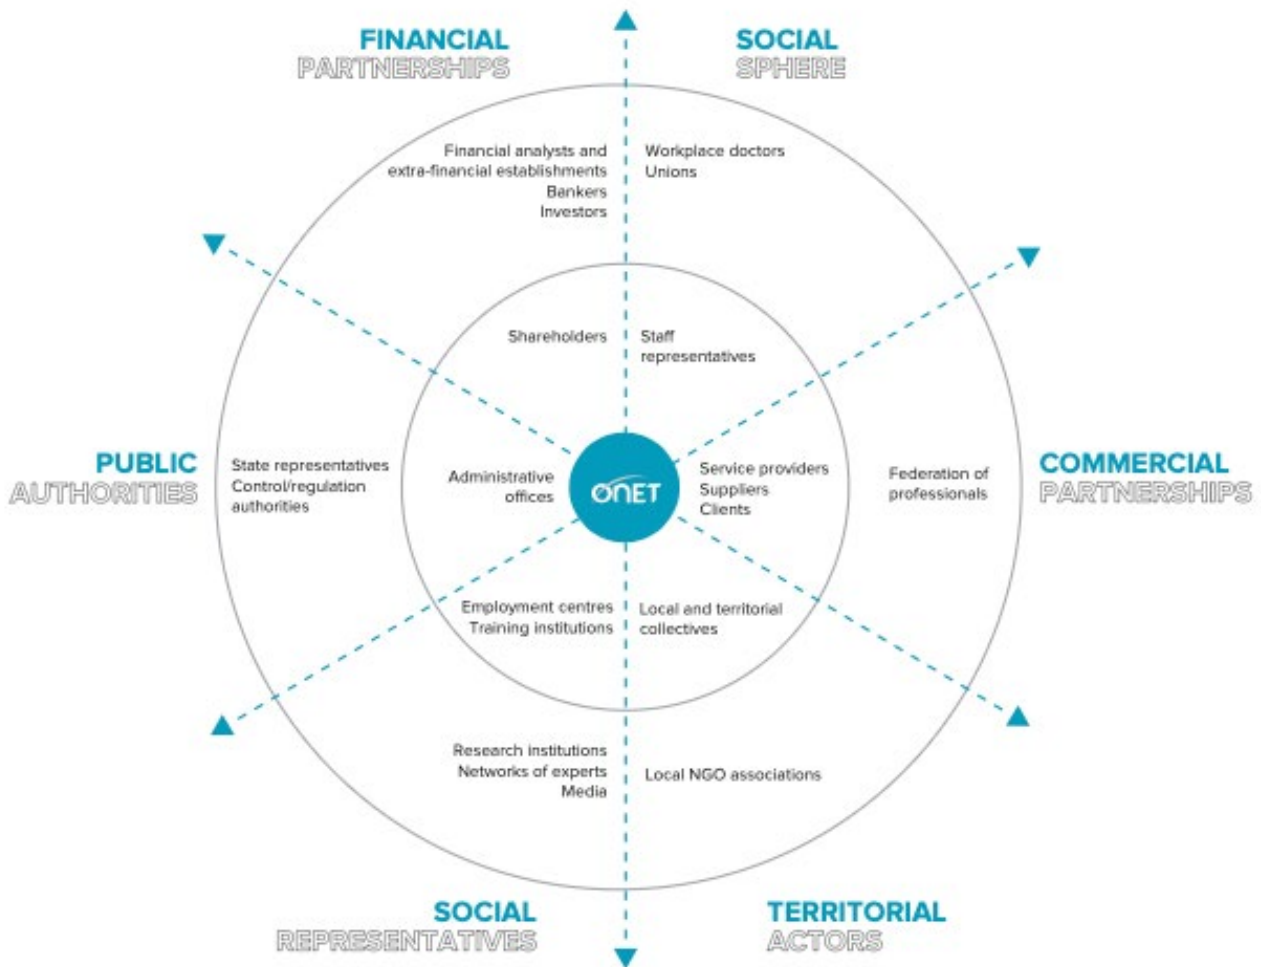 FINANCIAL
PARTNERSHIPS
SOCIAL
SPHERE
Financial analysts and
extra-financial establishments
Bankers
Investors
Workplace doctors
Unions
Shareholders
Staff
representatives
PUBLIC
AUTHORITIES
State representatives
Control/regulation
authorities
Administrative
offices
ONET
Service providers
Suppliers
Clients
Federation of
professionals
COMMERCIAL
PARTNERSHIPS
Employment centres
Training institutions
Local and territorial
collectives
Research institutions
Networks of experts
Media
Local NGO associations
SOCIAL
REPRESENTATIVES
TERRITORIAL
ACTORS